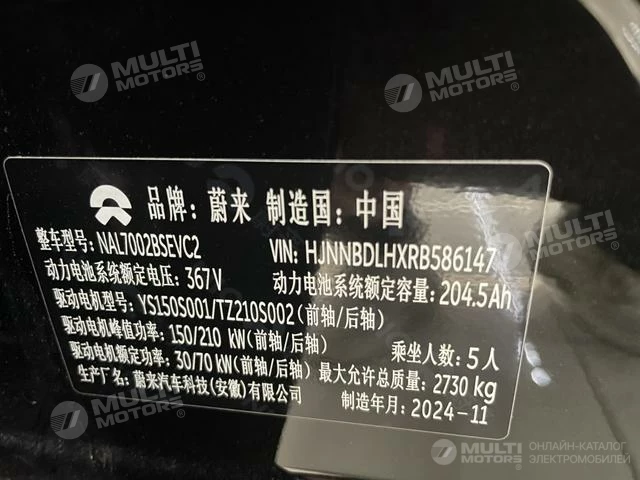 MULTI MOTORS®
MULTI MOTORS®
品牌: 蔚来 制造国: 中国
整车型号: NAL7002BSEVC2 VIN: HJNNBDLHXRB586147
动力电池系统额定电压: 367V 动力电池系统额定容量: 204.5Ah
驱动电机型号: YS150S001/TZ210S002(前轴/后轴)
驱动电机峰值功率: 150/210 kW(前轴/后轴) 乘坐人数: 5人
驱动电机额定功率: 30/70 kW(前轴/后轴) 最大允许总质量: 2730 kg
生产厂名: 蔚来汽车科技(安徽)有限公司 制造年月: 2024-11
MULTI MOTORS®
MULTI MOTORS®
ОНЛАЙН-КАТАЛОГ
ЭЛЕКТРОМОБИЛЕЙ